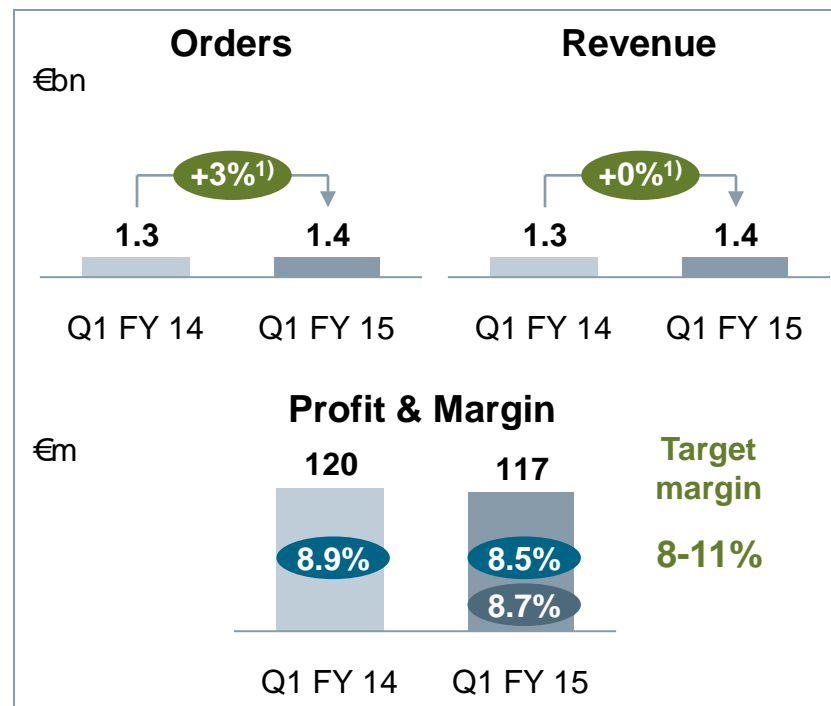 Orders
Revenue
€bn
+3%1)
+0%1)
1.3
1.4
1.3
1.4
Q1 FY 14
Q1 FY 15
Q1 FY 14
Q1 FY 15
Profit & Margin
€m
120
117
Target
margin
8.9%
8.5%
8-11%
8.7%
Q1 FY 14
Q1 FY 15